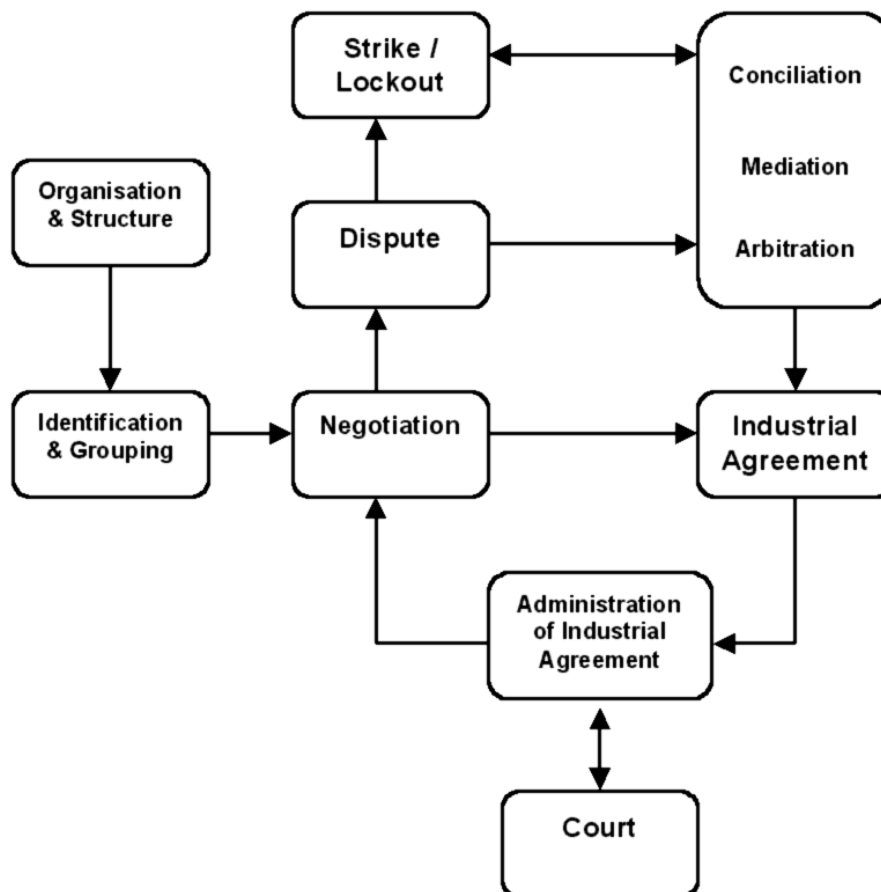 Strike /
Lockout
Conciliation
Mediation
Arbitration
Organisation
& Structure
Dispute
Identification
& Grouping
Negotiation
Industrial
Agreement
Administration
of Industrial
Agreement
Court